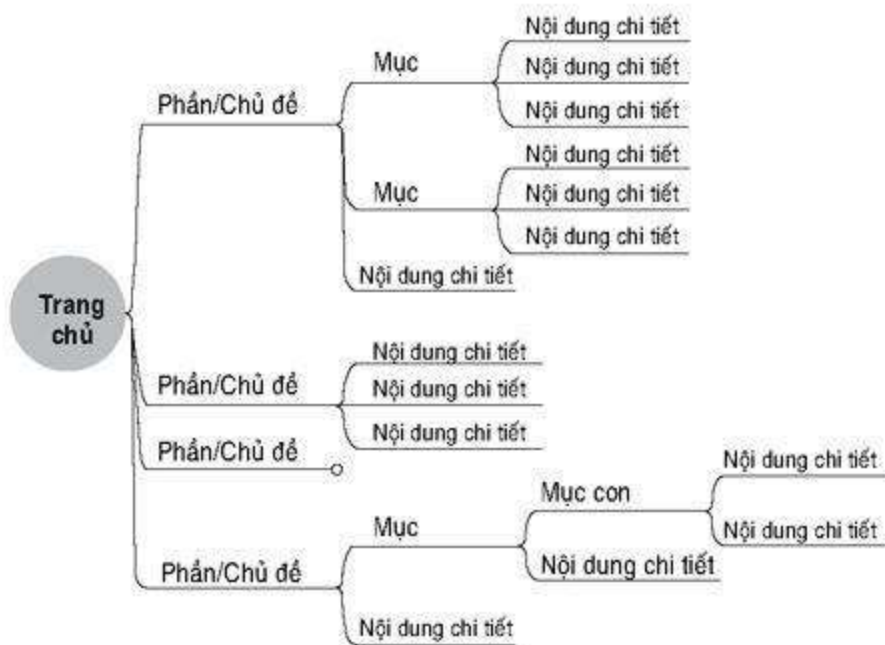 Trang
chủ
Phần/Chủ đề
Mục
Nội dung chi tiết
Nội dung chi tiết
Nội dung chi tiết
Mục
Nội dung chi tiết
Nội dung chi tiết
Nội dung chi tiết
Nội dung chi tiết
Phần/Chủ đề
Nội dung chi tiết
Nội dung chi tiết
Nội dung chi tiết
Phần/Chủ đề
Phần/Chủ đề
Mục
Mục con
Nội dung chi tiết
Nội dung chi tiết
Nội dung chi tiết
Nội dung chi tiết